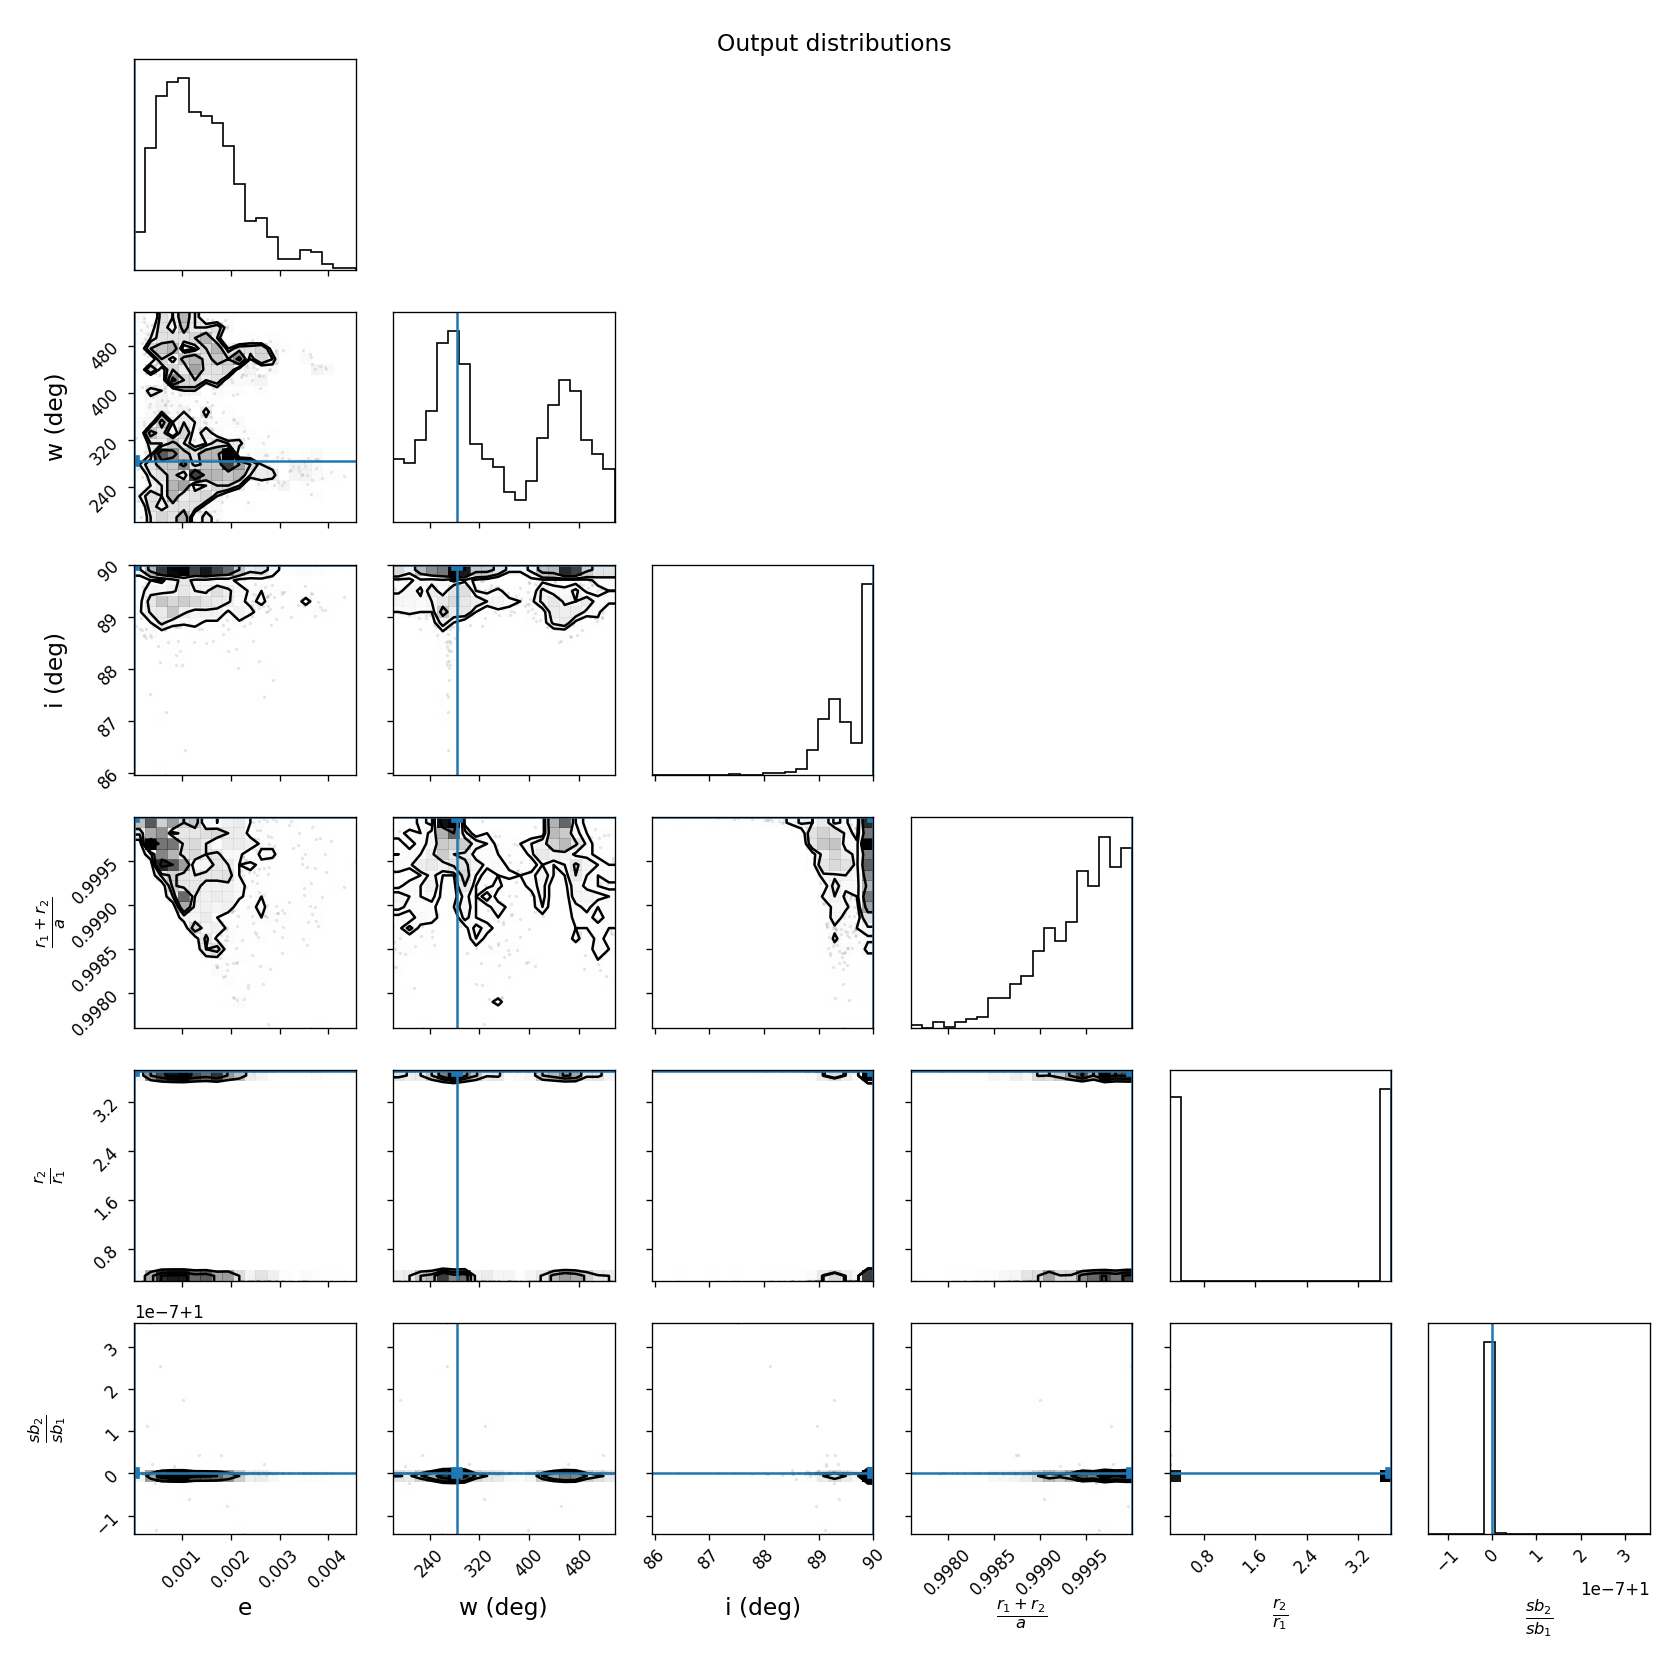 Output distributions
480
400
320
240
w (deg)
90
89
88
87
86
i (deg)
0.9995
0.9990
0.9985
0.9980
r₁ + r₂
a
3.2
2.4
1.6
0.8
r₂
r₁
1e−7+1
3
2
1
0
−1
sb₂
sb₁
0.001 0.002 0.003 0.004
240 320 400 480
86 87 88 89 90
0.9980 0.9985 0.9990 0.9995
0.8 1.6 2.4 3.2
−1 0 1 2 3
1e−7+1
e
w (deg)
i (deg)
r₁ + r₂
a
r₂
r₁
sb₂
sb₁